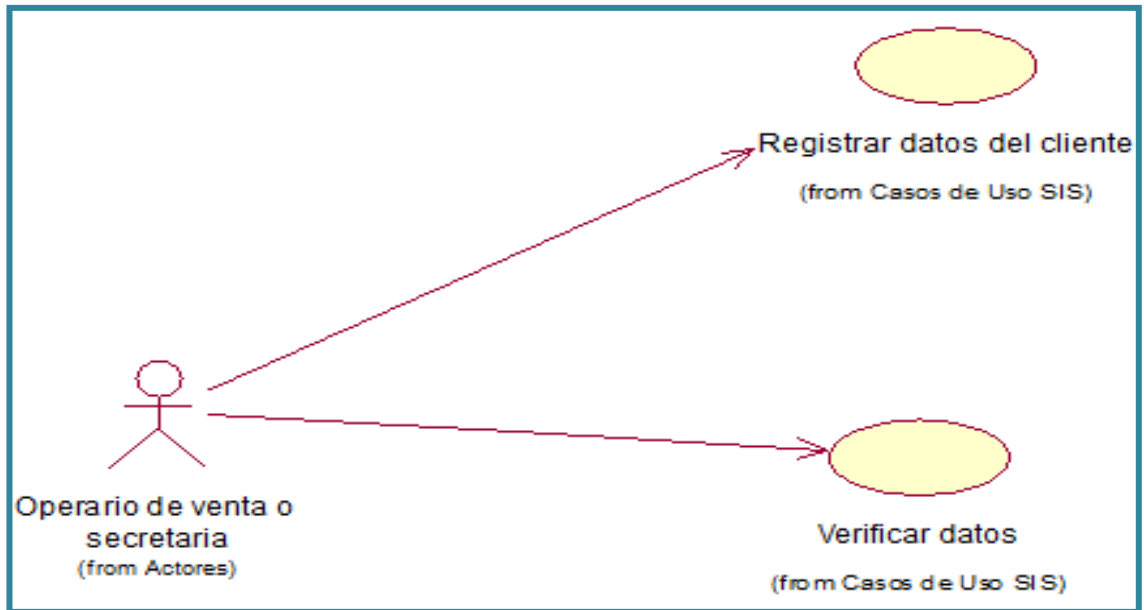 Registrar datos del cliente
(from Casos de Uso SIS)
Operario de venta o
secretaria
(from Actores)
Verificar datos
(from Casos de Uso SIS)